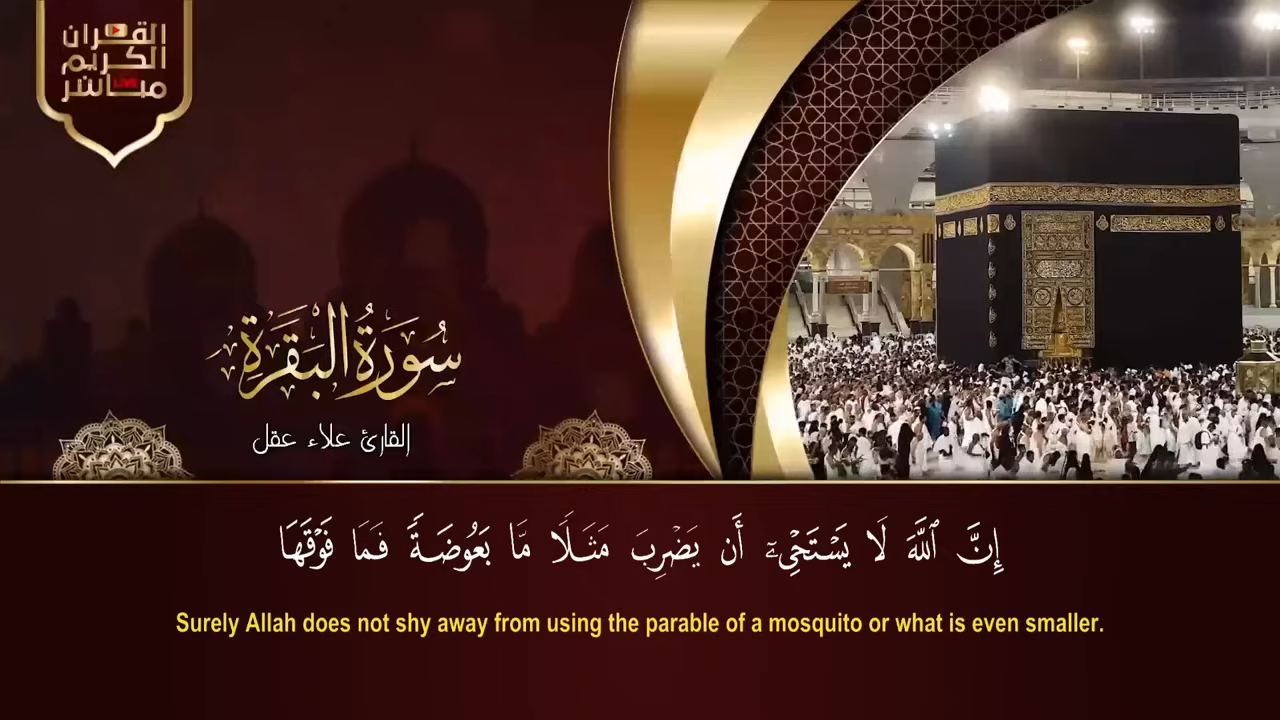 القرآن
الكريم
مباشر
LIVE
سُورَةُ البَقَرَةِ
القارئ علاء عقل
إِنَّ ٱللَّهَ لَا يَسْتَحْىِۦٓ أَن يَضْرِبَ مَثَلًا مَّا بَعُوضَةً فَمَا فَوْقَهَا
Surely Allah does not shy away from using the parable of a mosquito or what is even smaller.